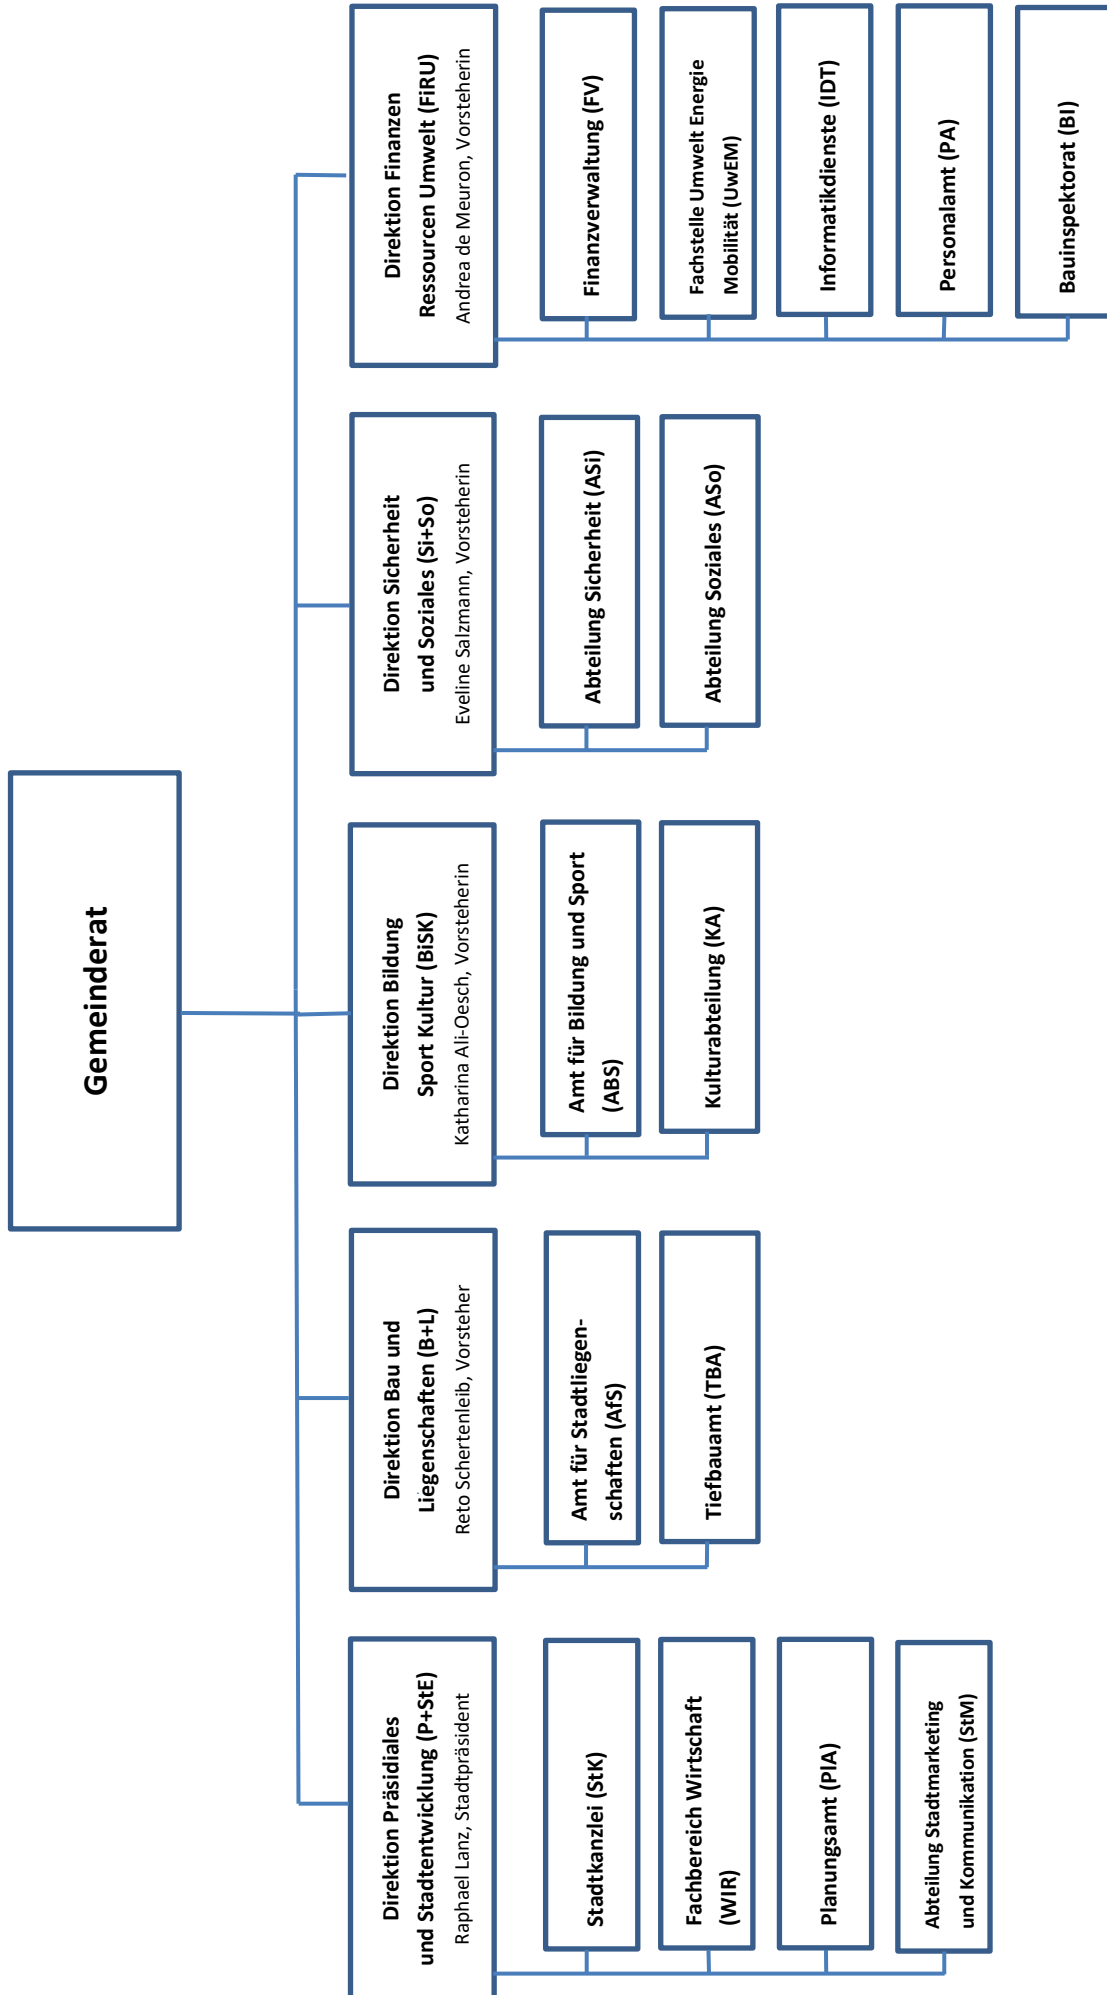 Gemeinderat
Direktion Präsidiales
und Stadtentwicklung (P+StE)
Raphael Lanz, Stadtpräsident
Stadtkanzlei (StK)
Fachbereich Wirtschaft
(WIR)
Planungsamt (PlA)
Abteilung Stadtmarketing
und Kommunikation (StM)
Direktion Bau und
Liegenschaften (B+L)
Reto Schertenleib, Vorsteher
Amt für Stadtliegen-
schaften (AfS)
Tiefbauamt (TBA)
Direktion Bildung
Sport Kultur (BiSK)
Katharina Ali-Oesch, Vorsteherin
Amt für Bildung und Sport
(ABS)
Kulturabteilung (KA)
Direktion Sicherheit
und Soziales (Si+So)
Eveline Salzmann, Vorsteherin
Abteilung Sicherheit (ASi)
Abteilung Soziales (ASo)
Direktion Finanzen
Ressourcen Umwelt (FiRU)
Andrea de Meuron, Vorsteherin
Finanzverwaltung (FV)
Fachstelle Umwelt Energie
Mobilität (UwEM)
Informatikdienste (IDT)
Personalamt (PA)
Bauinspektorat (BI)